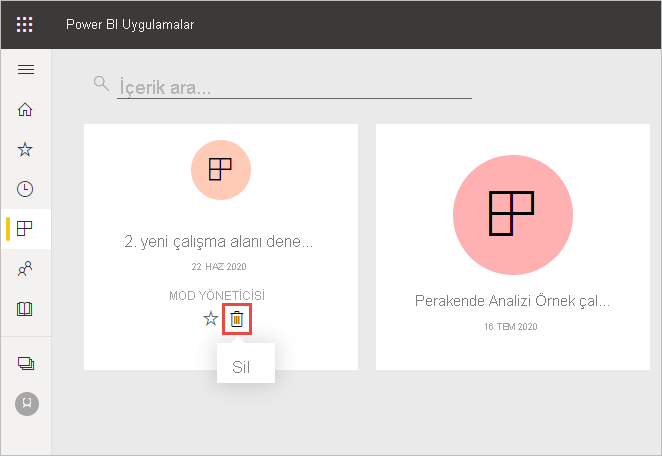 Power BI Uygulamalar
İçerik ara...
2. yeni çalışma alanı dene...
22 HAZ 2020
MOD YÖNETİCİSİ
Sil
Perakende Analizi Örnek çal...
16 TEM 2020